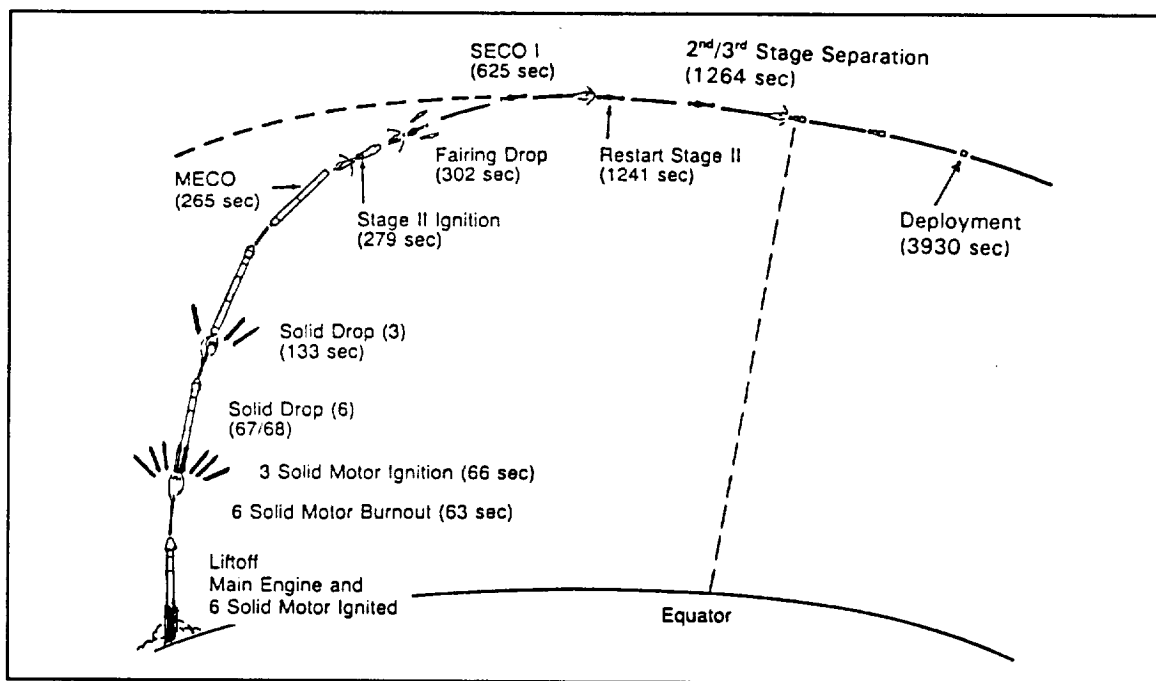 SECO I
(625 sec)
2nd/3rd Stage Separation
(1264 sec)
MECO
(265 sec)
Fairing Drop
(302 sec)
Restart Stage II
(1241 sec)
Stage II Ignition
(279 sec)
Deployment
(3930 sec)
Solid Drop (3)
(133 sec)
Solid Drop (6)
(67/68)
3 Solid Motor Ignition (66 sec)
6 Solid Motor Burnout (63 sec)
Liftoff
Main Engine and
6 Solid Motor Ignited
Equator